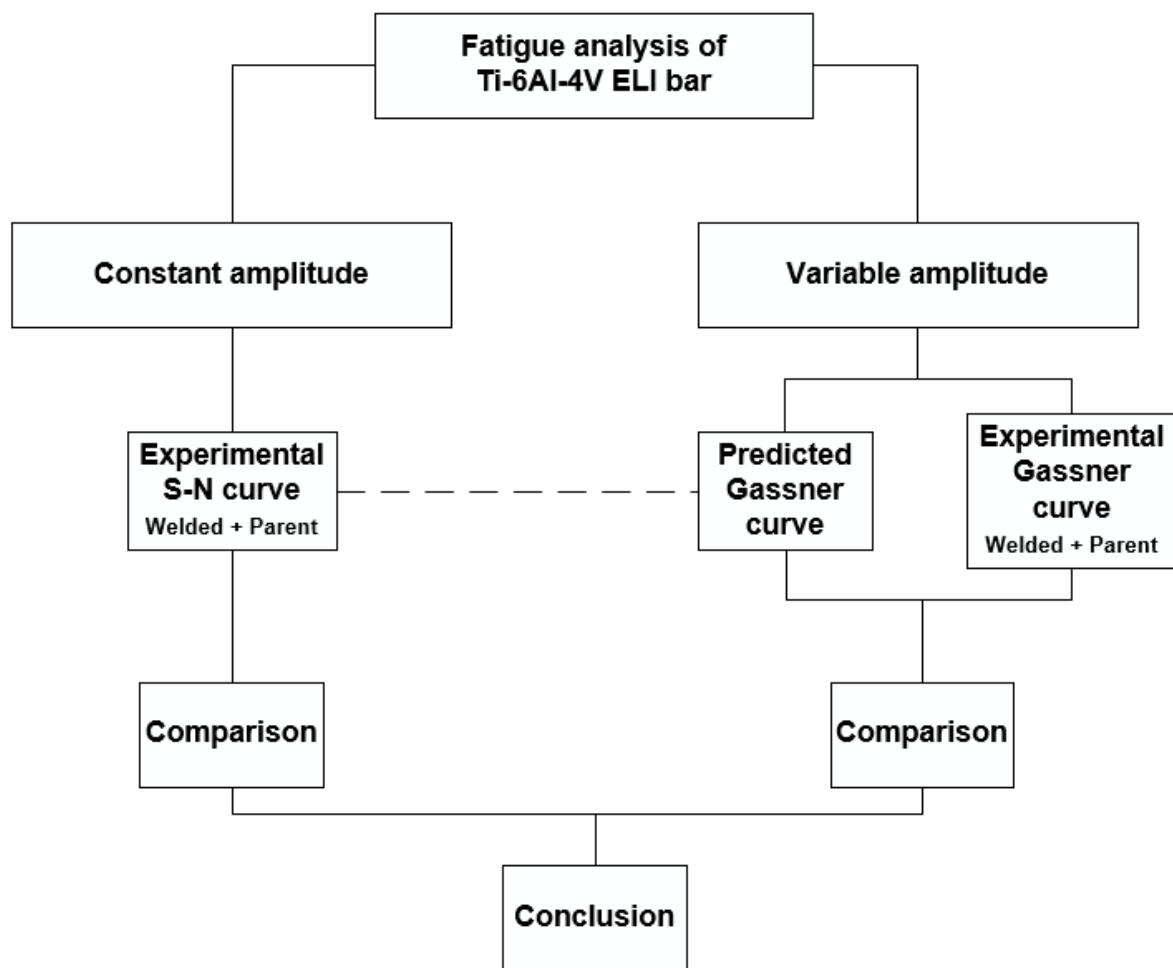 Fatigue analysis of
Ti-6Al-4V ELI bar
Constant amplitude
Variable amplitude
Experimental
S-N curve
Welded + Parent
Predicted
Gassner
curve
Experimental
Gassner
curve
Welded + Parent
Comparison
Comparison
Conclusion